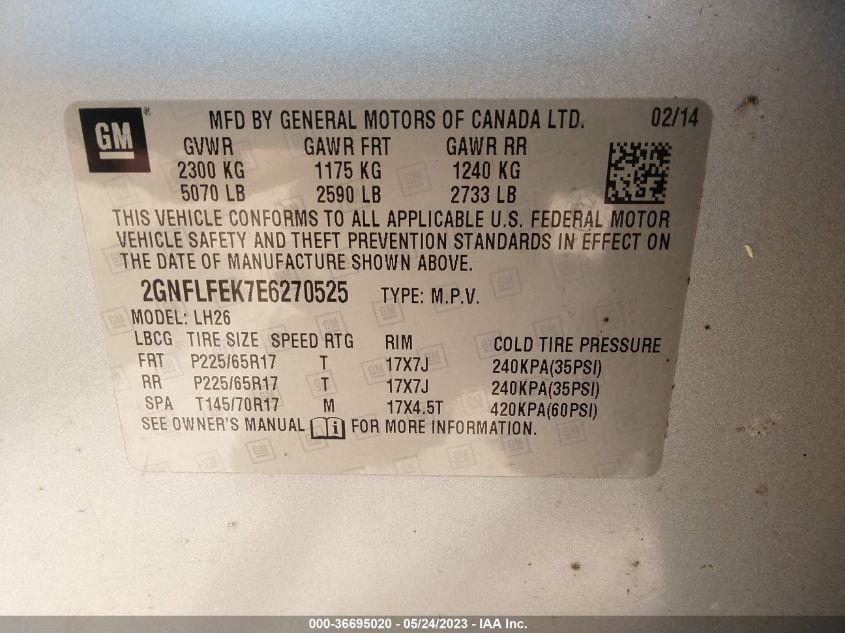 GM ® MFD BY GENERAL MOTORS OF CANADA LTD. 02/14
GVWR GAWR FRT GAWR RR
2300 KG 1175 KG 1240 KG
5070 LB 2590 LB 2733 LB
THIS VEHICLE CONFORMS TO ALL APPLICABLE U.S. FEDERAL MOTOR
VEHICLE SAFETY AND THEFT PREVENTION STANDARDS IN EFFECT ON
THE DATE OF MANUFACTURE SHOWN ABOVE.
2GNFLFEK7E6270525 TYPE: M.P.V.
MODEL: LH26
LBCG TIRE SIZE SPEED RTG RIM COLD TIRE PRESSURE
FRT P225/65R17 T 17X7J 240KPA(35PSI)
RR P225/65R17 T 17X7J 240KPA(35PSI)
SPA T145/70R17 M 17X4.5T 420KPA(60PSI)
SEE OWNER'S MANUAL FOR MORE INFORMATION.
000-36695020 - 05/24/2023 - IAA Inc.